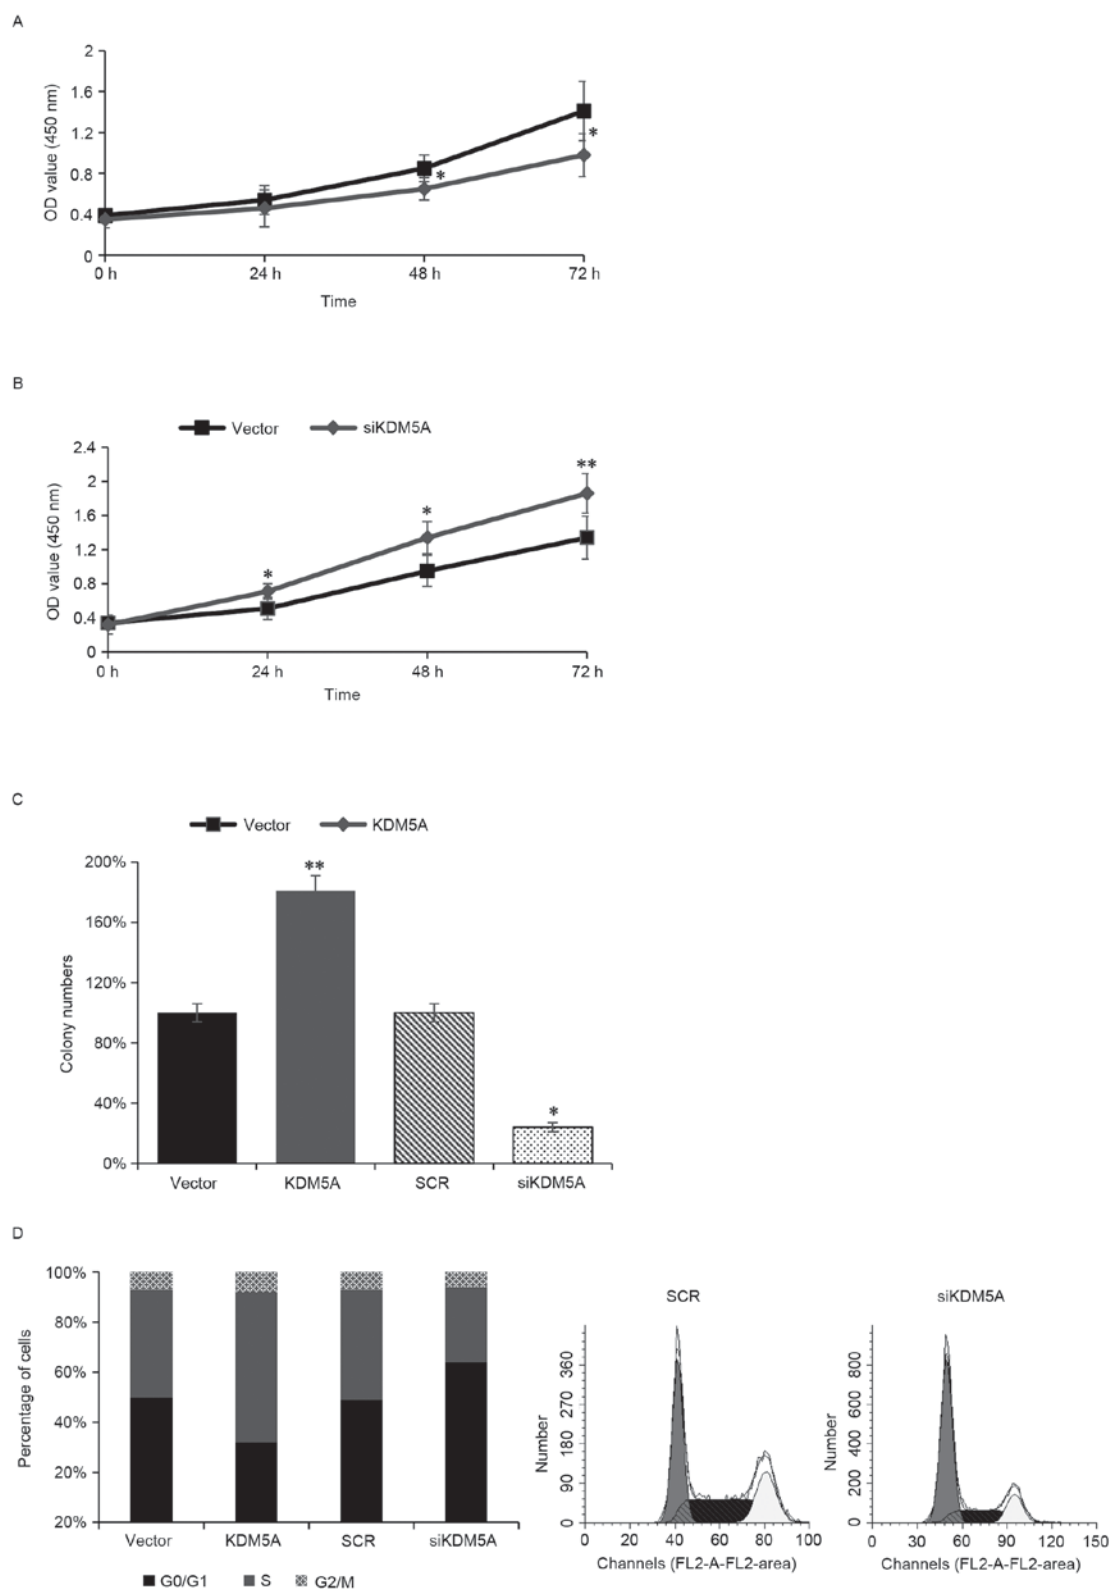 A
2
1.6
1.2
0.8
0.4
0
OD value (450 nm)
*
*
0 h 24 h 48 h 72 h
Time
B
Vector siKDM5A
2.4
2
1.6
1.2
0.8
0.4
0
OD value (450 nm)
*
*
**
0 h 24 h 48 h 72 h
Time
C
Vector KDM5A
200%
160%
120%
80%
40%
0%
Colony numbers
**
*
Vector KDM5A SCR siKDM5A
D
100%
80%
60%
40%
20%
20%
Percentage of cells
Vector KDM5A SCR siKDM5A
G0/G1 S G2/M
SCR
360
270
180
90
0
Number
0 20 40 60 80 100
Channels (FL2-A-FL2-area)
siKDM5A
800
600
400
200
0
Number
0 30 60 90 120 150
Channels (FL2-A-FL2-area)